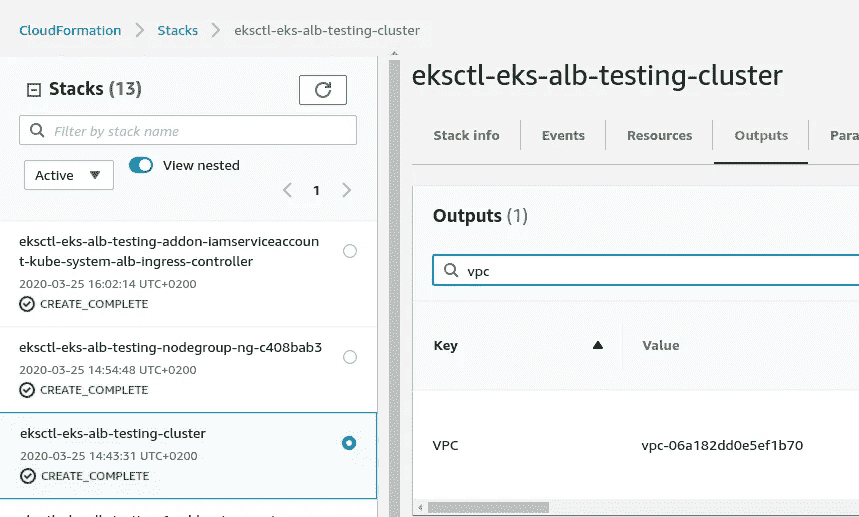 CloudFormation > Stacks > eksctl-eks-alb-testing-cluster
Stacks (13)
Filter by stack name
Active
View nested
1
eksctl-eks-alb-testing-addon-iamserviceaccoun
t-kube-system-alb-ingress-controller
2020-03-25 16:02:14 UTC+0200
CREATE_COMPLETE
eksctl-eks-alb-testing-nodegroup-ng-c408bab3
2020-03-25 14:54:48 UTC+0200
CREATE_COMPLETE
eksctl-eks-alb-testing-cluster
2020-03-25 14:43:31 UTC+0200
CREATE_COMPLETE
eksctl-eks-alb-testing-cluster
Stack info Events Resources Outputs Para
Outputs (1)
vpc
Key Value
VPC vpc-06a182dd0e5ef1b70